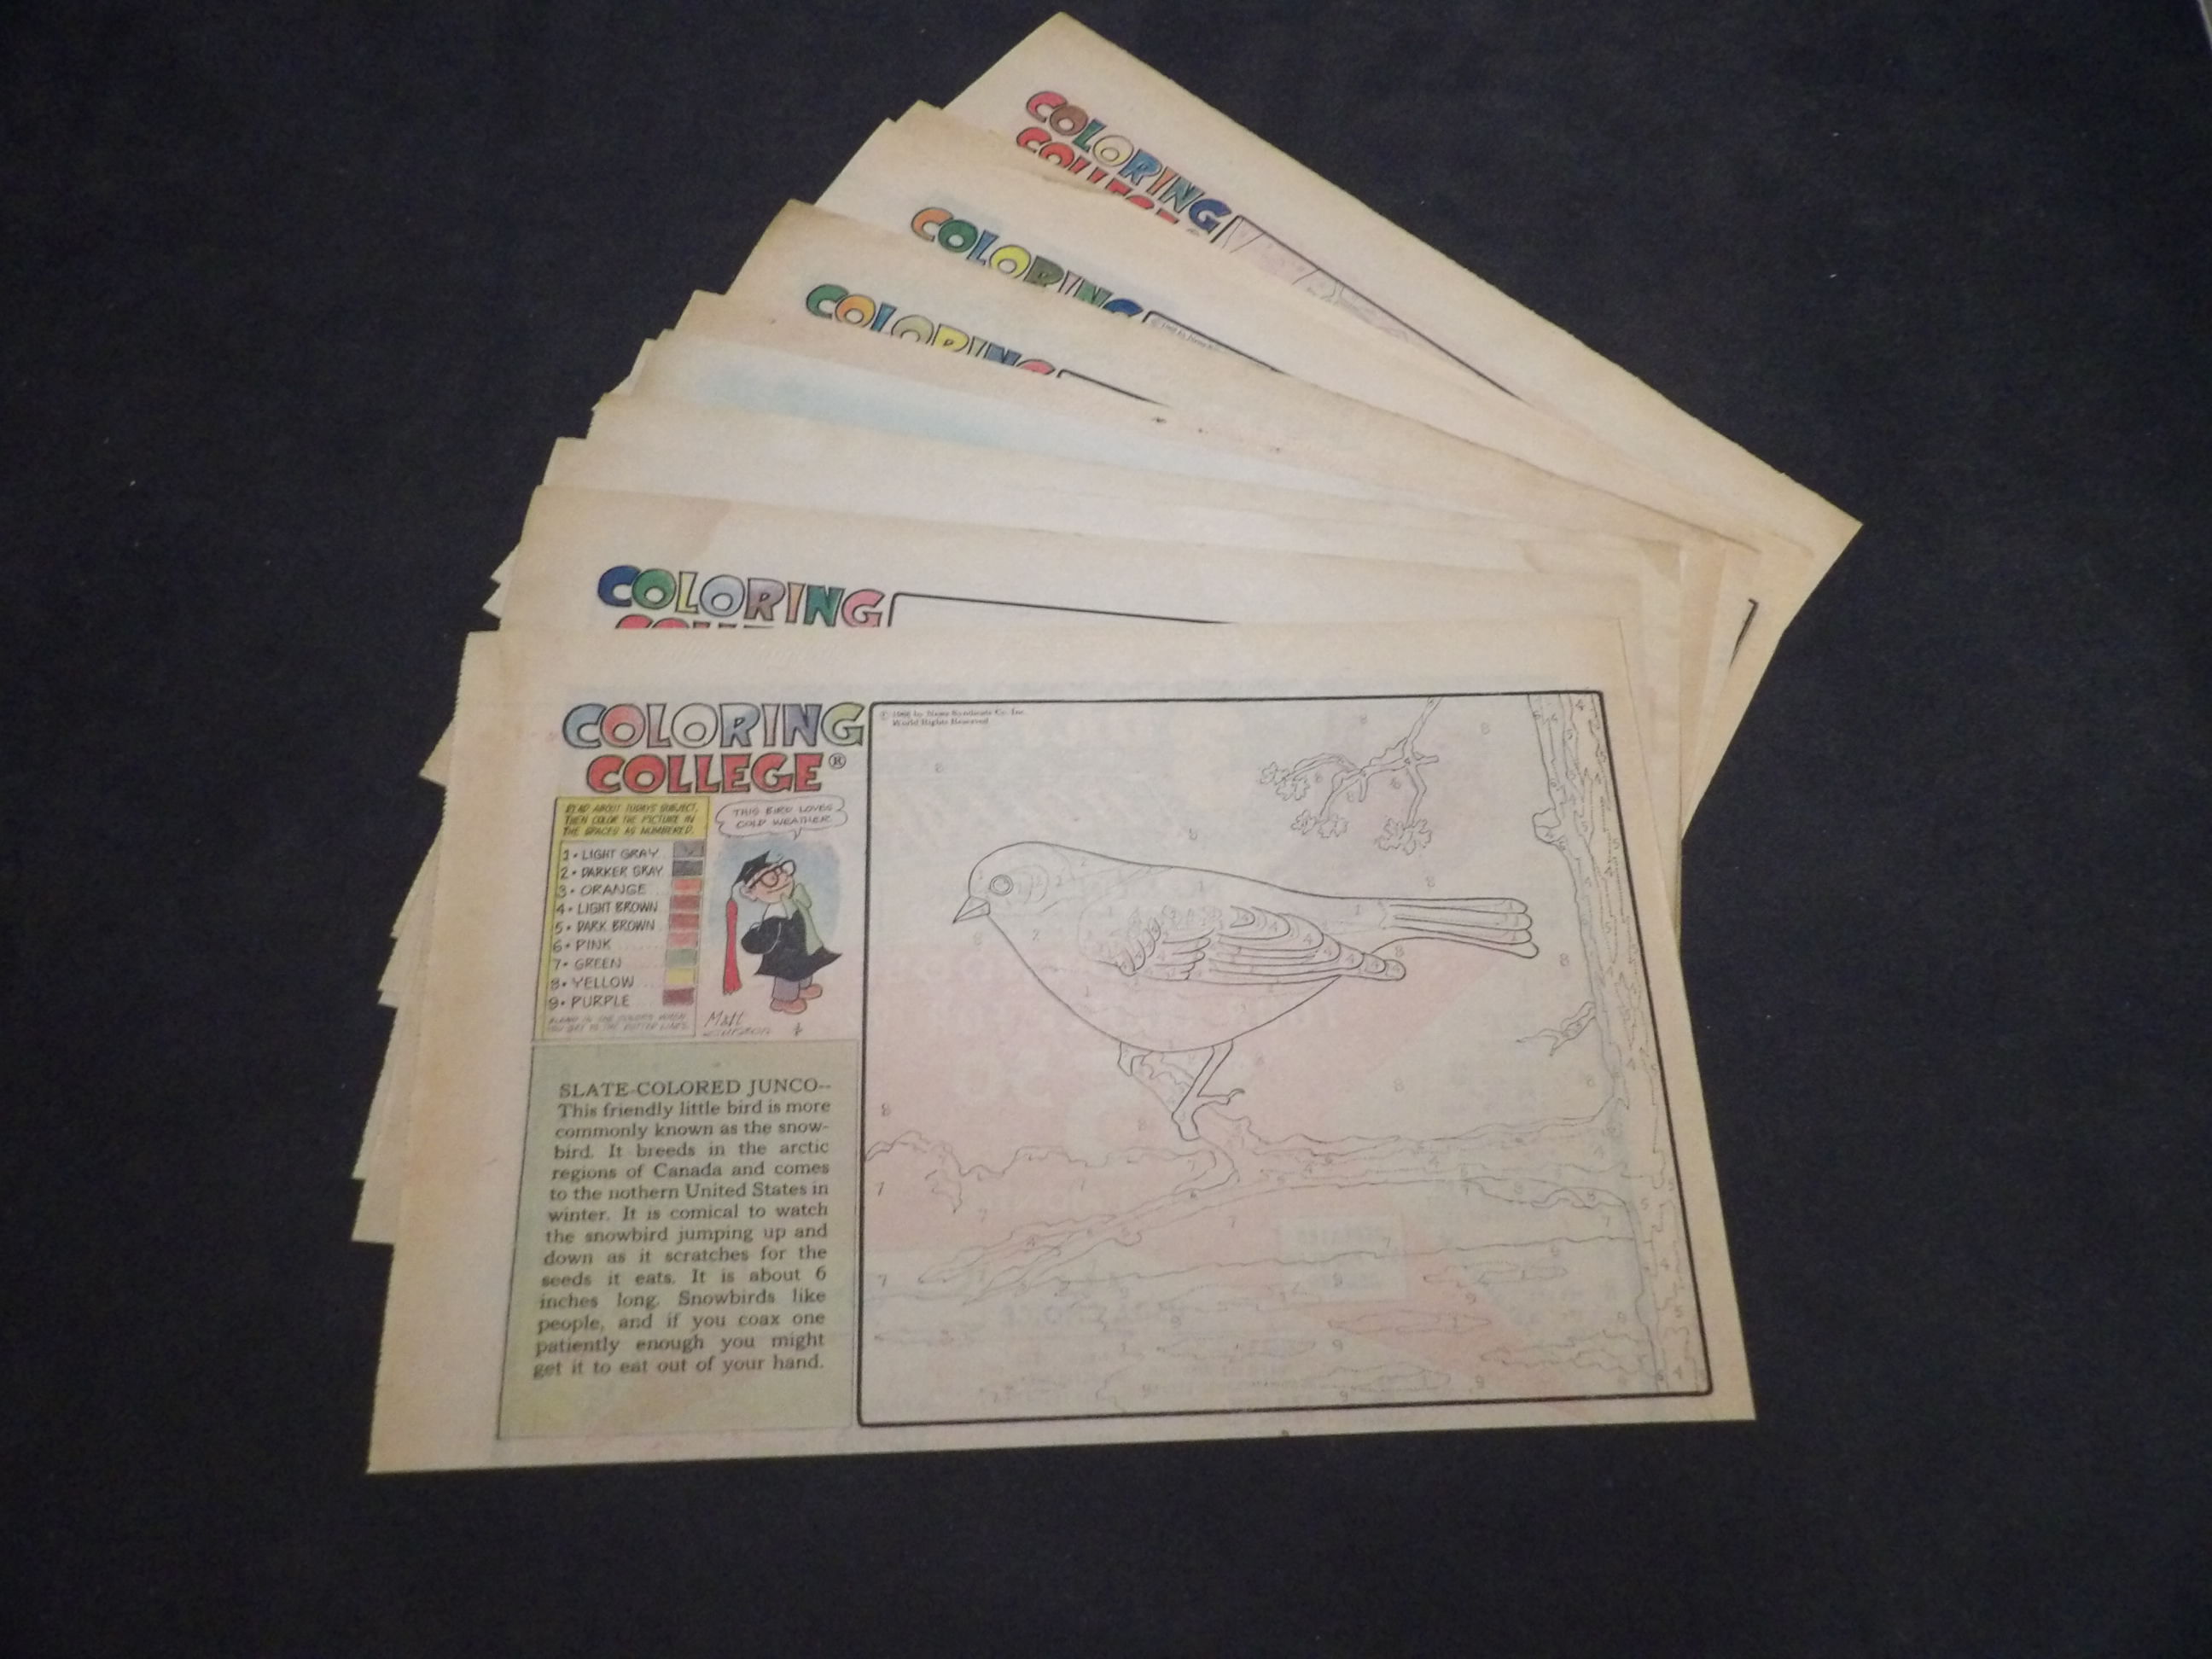 COLORING
COLLEGE
COLORING
COLORING
COLORING
COLORING
COLLEGE®
READ ABOUT TODAY'S SUBJECT,
THEN COLOR THE PICTURE IN
THE SPACES AS NUMBERED.
1• LIGHT GRAY
2• DARKER GRAY
3• ORANGE
4• LIGHT BROWN
5• DARK BROWN
6• PINK
7• GREEN
8• YELLOW
9• PURPLE
THIS BIRD LOVES
COLD WEATHER
SLATE-COLORED JUNCO--
This friendly little bird is more
commonly known as the snow-
bird. It breeds in the arctic
regions of Canada and comes
to the nothern United States in
winter. It is comical to watch
the snowbird jumping up and
down as it scratches for the
seeds it eats. It is about 6
inches long. Snowbirds like
people, and if you coax one
patiently enough you might
get it to eat out of your hand.
by News Syndicate Co. Inc.
World Rights Reserved